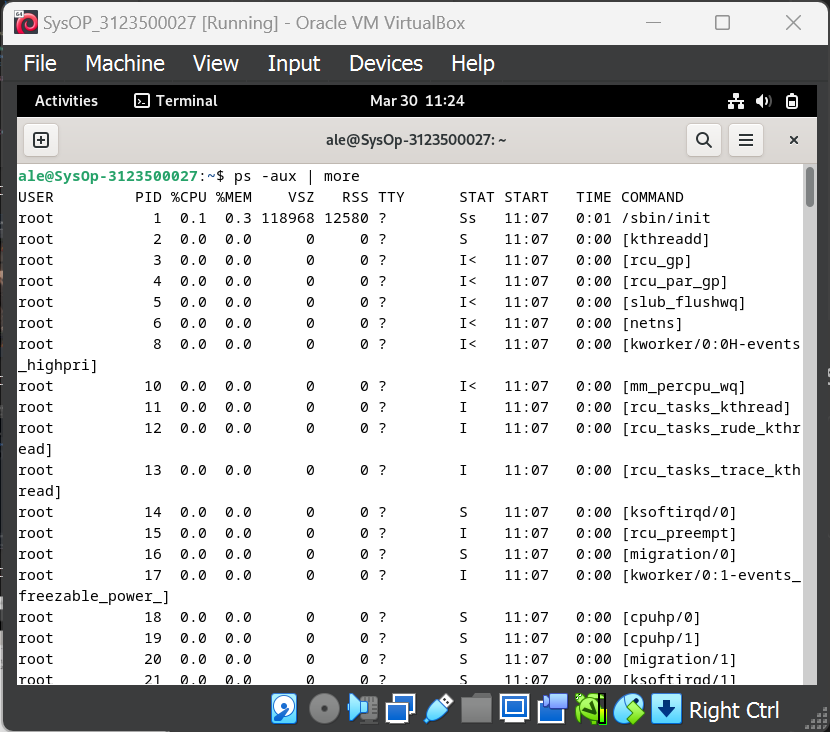 SysOP_3123500027 [Running] - Oracle VM VirtualBox
File Machine View Input Devices Help
Activities Terminal Mar 30 11:24
ale@SysOp-3123500027: ~
ale@SysOp-3123500027:~$ ps -aux | more
USER PID %CPU %MEM VSZ RSS TTY STAT START TIME COMMAND
root 1 0.1 0.3 118968 12580 ? Ss 11:07 0:01 /sbin/init
root 2 0.0 0.0 0 0 ? S 11:07 0:00 [kthreadd]
root 3 0.0 0.0 0 0 ? I< 11:07 0:00 [rcu_gp]
root 4 0.0 0.0 0 0 ? I< 11:07 0:00 [rcu_par_gp]
root 5 0.0 0.0 0 0 ? I< 11:07 0:00 [slub_flushwq]
root 6 0.0 0.0 0 0 ? I< 11:07 0:00 [netns]
root 8 0.0 0.0 0 0 ? I< 11:07 0:00 [kworker/0:0H-events
_highpri]
root 10 0.0 0.0 0 0 ? I< 11:07 0:00 [mm_percpu_wq]
root 11 0.0 0.0 0 0 ? I 11:07 0:00 [rcu_tasks_kthread]
root 12 0.0 0.0 0 0 ? I 11:07 0:00 [rcu_tasks_rude_kthr
ead]
root 13 0.0 0.0 0 0 ? I 11:07 0:00 [rcu_tasks_trace_kth
read]
root 14 0.0 0.0 0 0 ? S 11:07 0:00 [ksoftirqd/0]
root 15 0.0 0.0 0 0 ? I 11:07 0:00 [rcu_preempt]
root 16 0.0 0.0 0 0 ? S 11:07 0:00 [migration/0]
root 17 0.0 0.0 0 0 ? I 11:07 0:00 [kworker/0:1-events_
freezable_power_]
root 18 0.0 0.0 0 0 ? S 11:07 0:00 [cpuhp/0]
root 19 0.0 0.0 0 0 ? S 11:07 0:00 [cpuhp/1]
root 20 0.0 0.0 0 0 ? S 11:07 0:00 [migration/1]
root 21 0.0 0.0 0 0 ? S 11:07 0:00 [ksoftirqd/1]
Right Ctrl